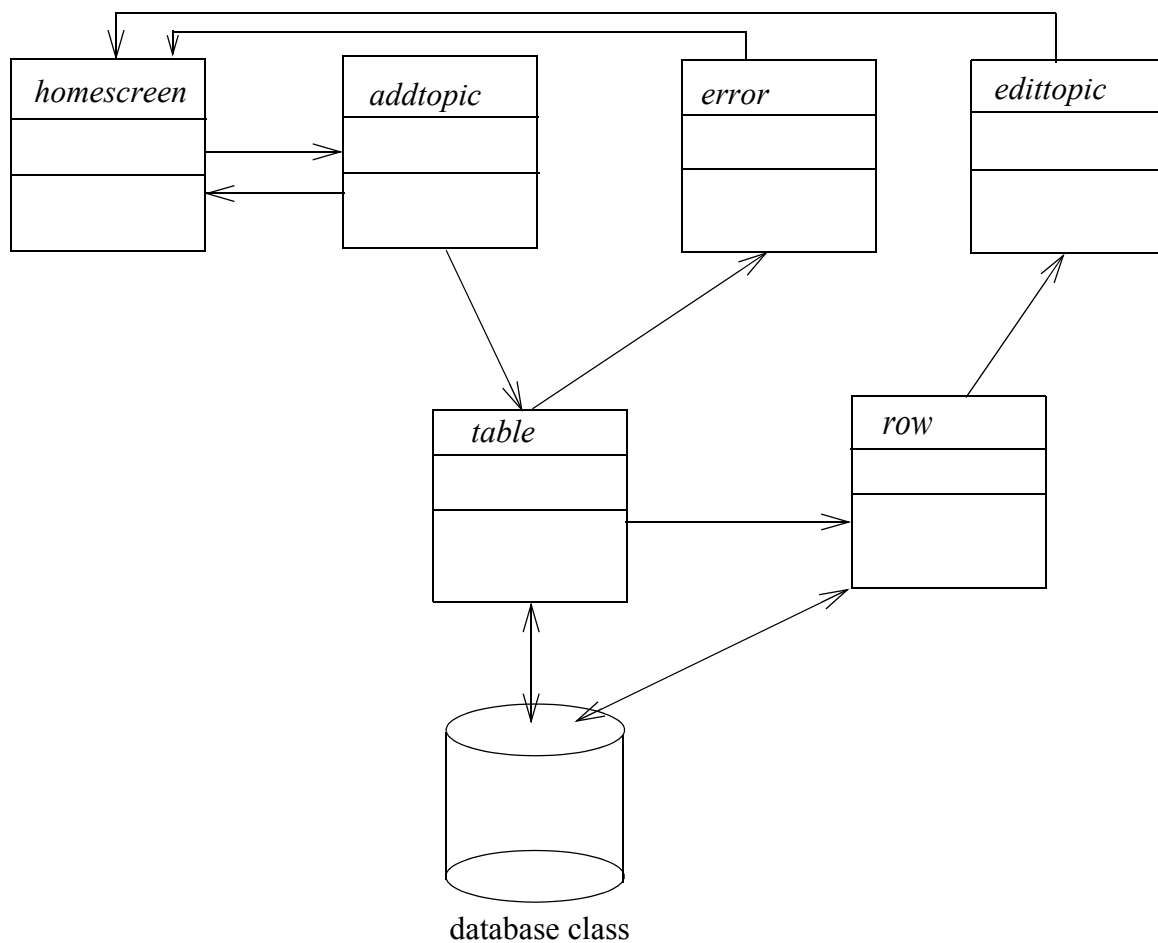 homescreen
addtopic
error
edittopic
table
row
database class